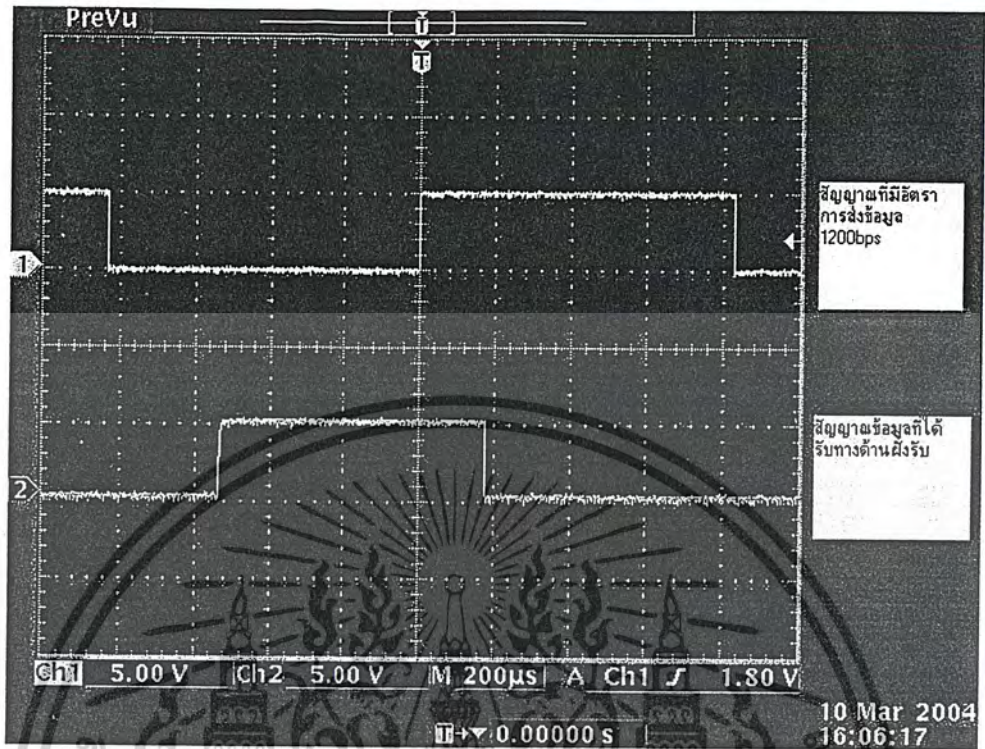 PreVu
T
T
1
สัญญาณที่มีอัตรา
การส่งข้อมูล
1200bps
2
สัญญาณข้อมูลที่ได้
รับทางด้านฝั่งรับ
Ch1 5.00 V Ch2 5.00 V M 200µs A Ch1 1.80 V
T 0.00000 s
10 Mar 2004
16:06:17